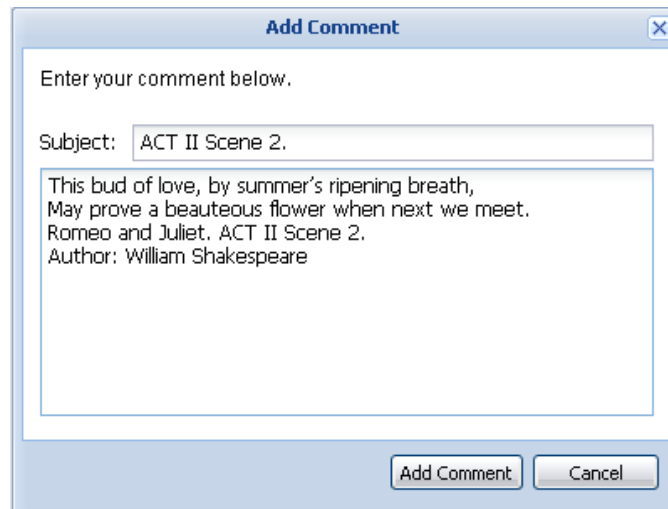 Add Comment
Enter your comment below.
Subject: ACT II Scene 2.
This bud of love, by summer's ripening breath,
May prove a beauteous flower when next we meet.
Romeo and Juliet. ACT II Scene 2.
Author: William Shakespeare
Add Comment Cancel